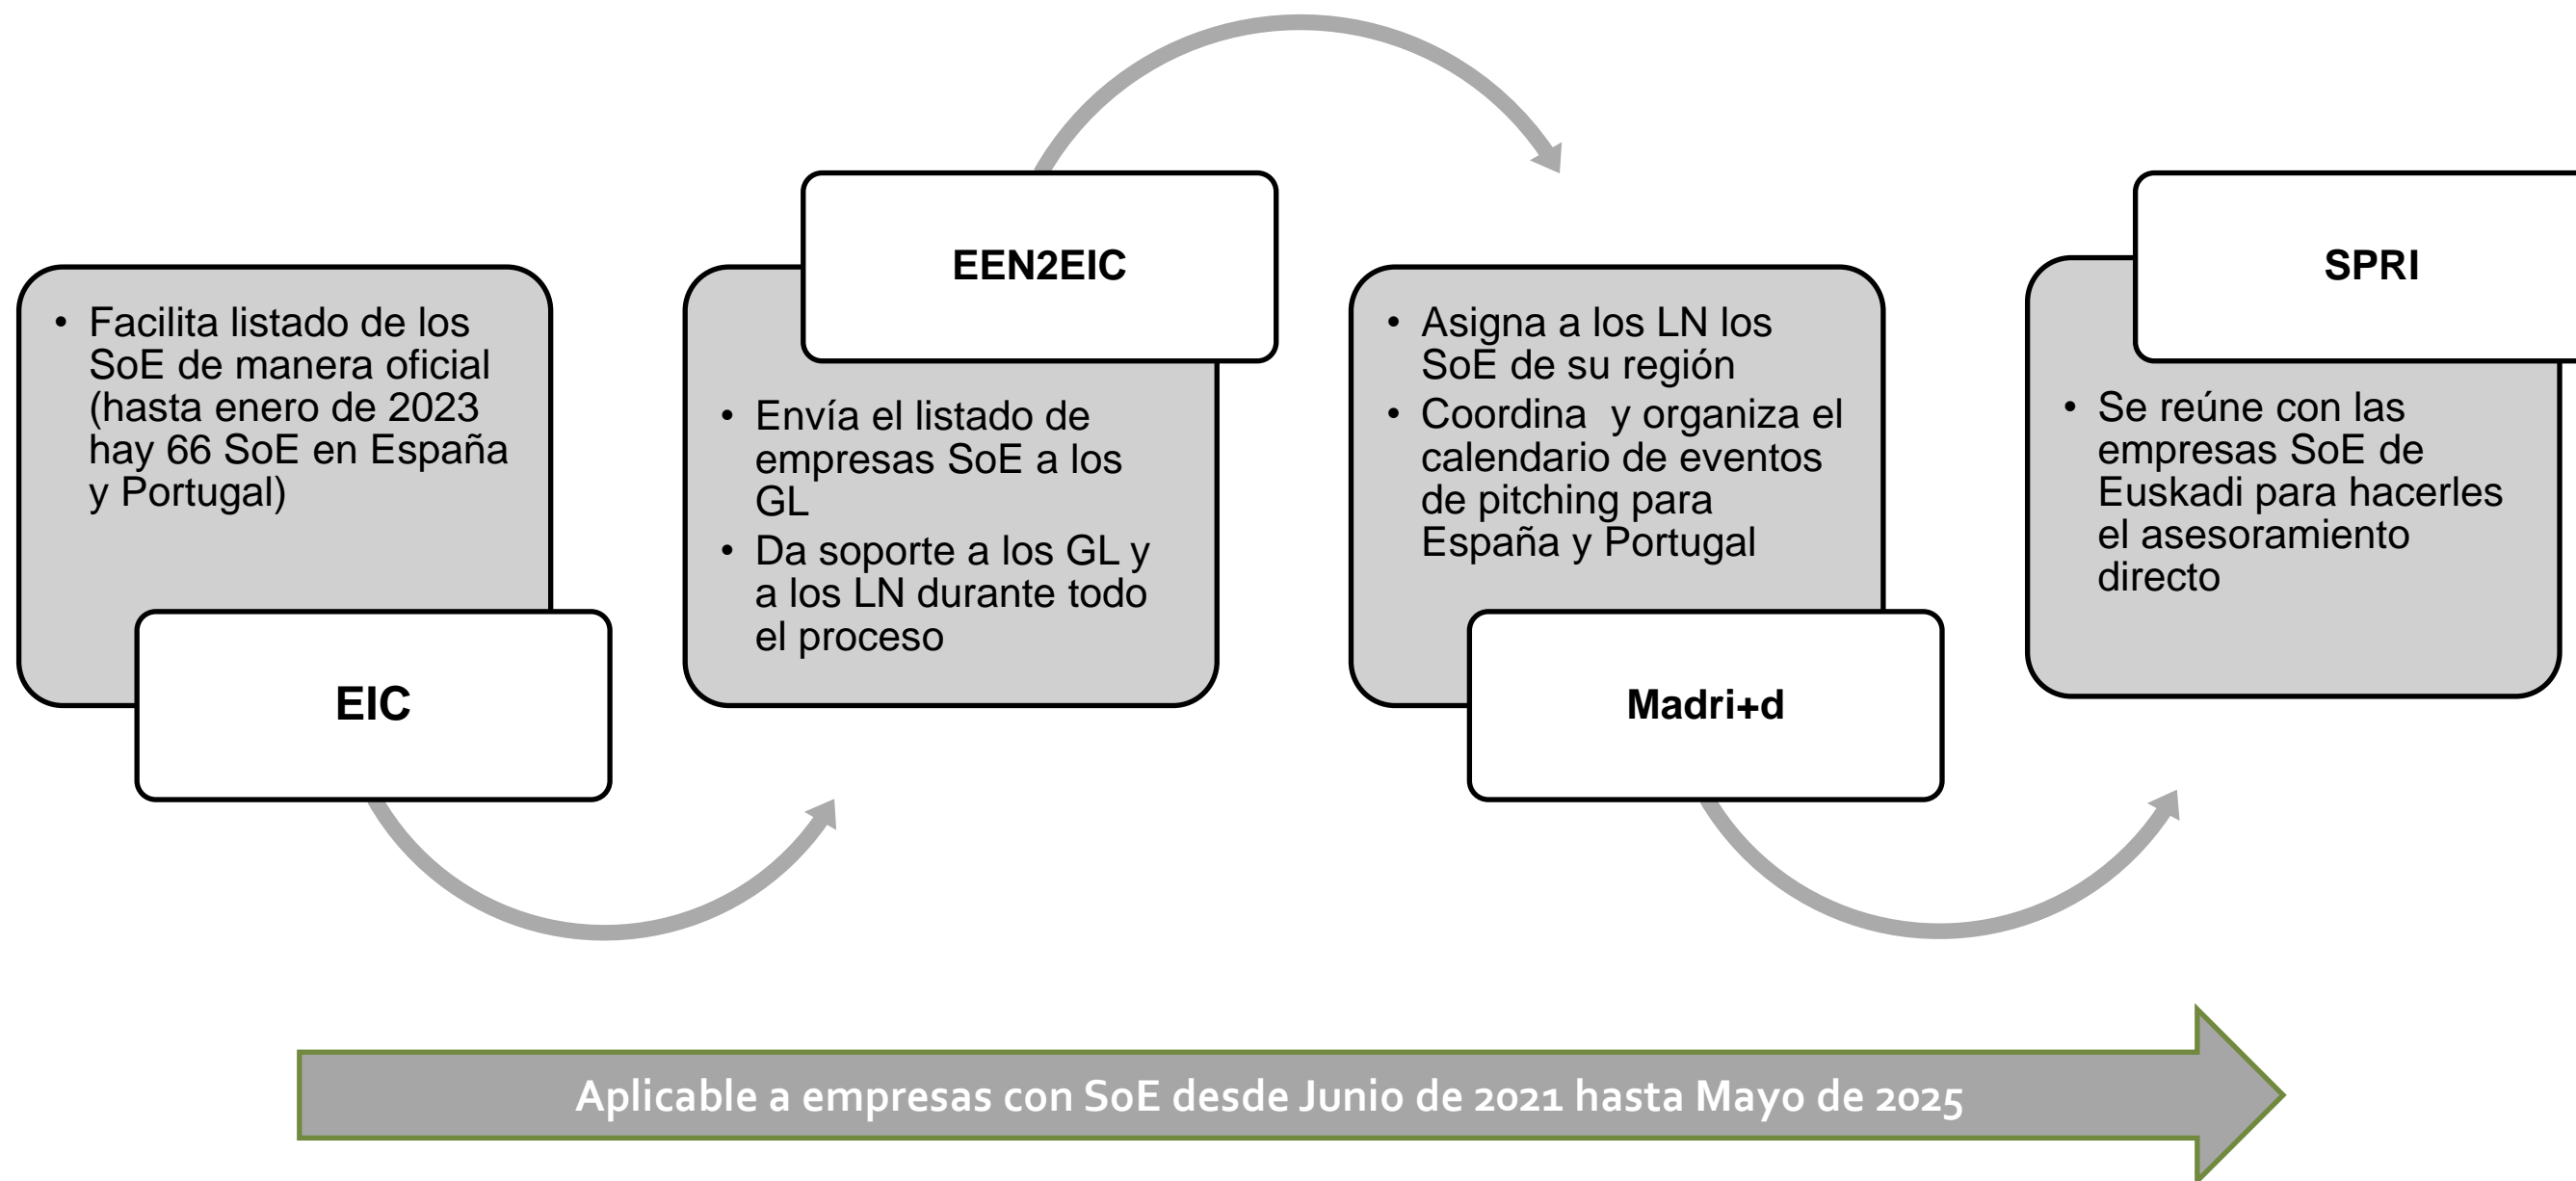 • Facilita listado de los
SoE de manera oficial
(hasta enero de 2023
hay 66 SoE en España
y Portugal)
EIC
EEN2EIC
• Envía el listado de
empresas SoE a los
GL
• Da soporte a los GL y
a los LN durante todo
el proceso
• Asigna a los LN los
SoE de su región
• Coordina y organiza el
calendario de eventos
de pitching para
España y Portugal
Madri+d
SPRI
• Se reúne con las
empresas SoE de
Euskadi para hacerles
el asesoramiento
directo
Aplicable a empresas con SoE desde Junio de 2021 hasta Mayo de 2025